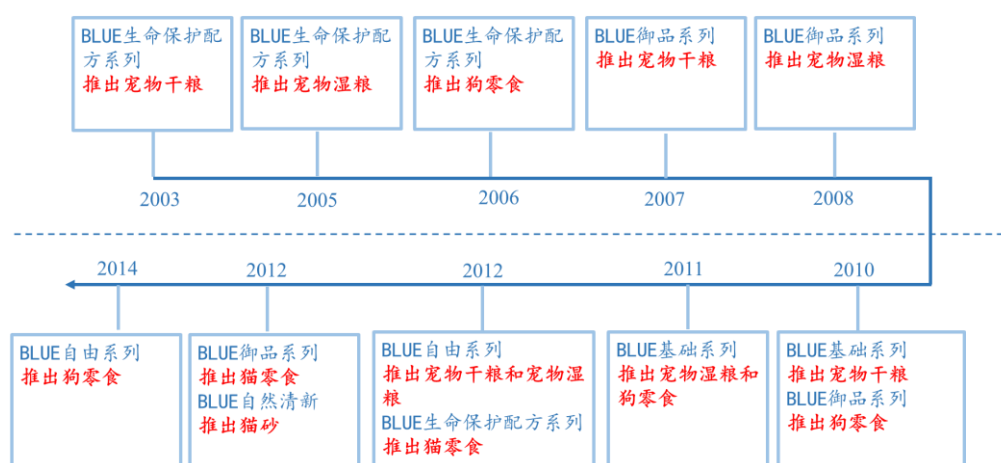 BLUE生命保护配
方系列
推出宠物干粮
BLUE生命保护配
方系列
推出宠物湿粮
BLUE生命保护配
方系列
推出狗零食
BLUE御品系列
推出宠物干粮
BLUE御品系列
推出宠物湿粮
2003
2005
2006
2007
2008
2014
2012
2012
2011
2010
BLUE自由系列
推出狗零食
BLUE御品系列
推出猫零食
BLUE自然清新
推出猫砂
BLUE自由系列
推出宠物干粮和宠物湿
粮
BLUE生命保护配方系列
推出猫零食
BLUE基础系列
推出宠物湿粮和
狗零食
BLUE基础系列
推出宠物干粮
BLUE御品系列
推出狗零食